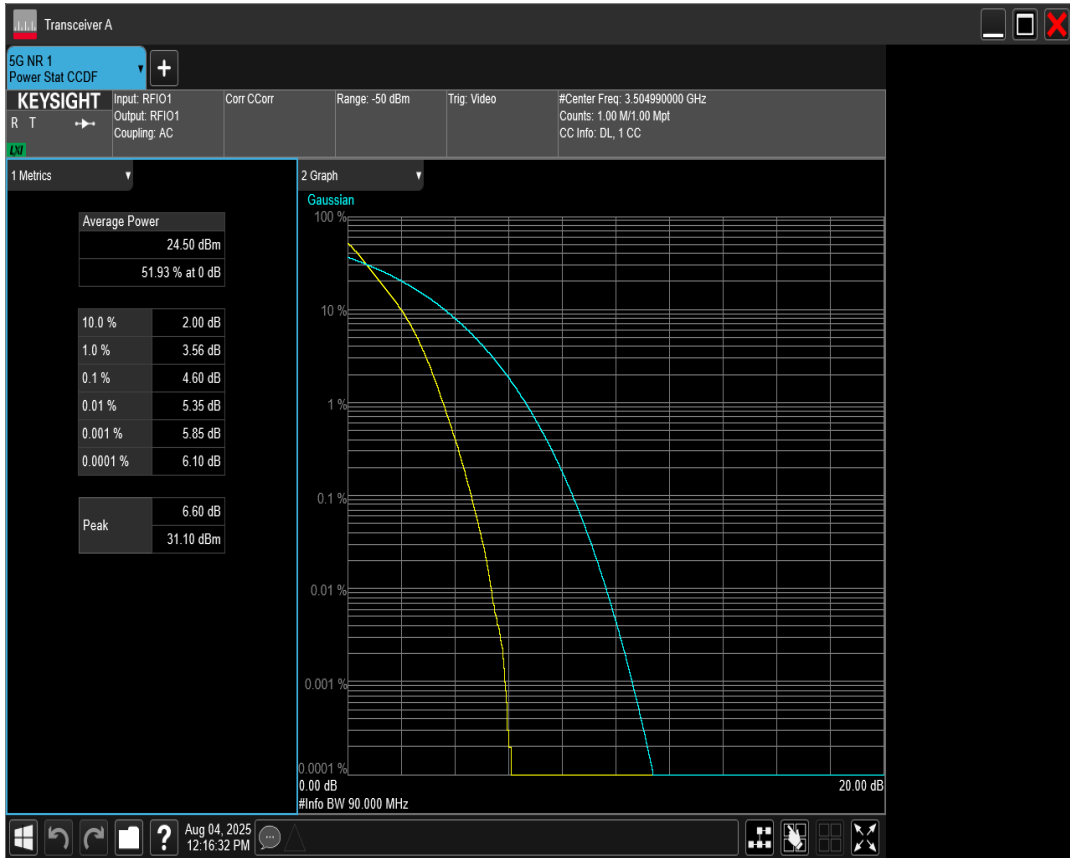 Transceiver A
5G NR 1
Power Stat CCDF
KEYSIGHT
R T
LXI
Input: RFIO1
Output: RFIO1
Coupling: AC
Corr CCorr
Range: -50 dBm
Trig: Video
#Center Freq: 3.504990000 GHz
Counts: 1.00 M/1.00 Mpt
CC Info: DL, 1 CC
1 Metrics
Average Power
24.50 dBm
51.93 % at 0 dB
10.0 % 2.00 dB
1.0 % 3.56 dB
0.1 % 4.60 dB
0.01 % 5.35 dB
0.001 % 5.85 dB
0.0001 % 6.10 dB
Peak
6.60 dB
31.10 dBm
2 Graph
Gaussian
100 %
10 %
1 %
0.1 %
0.01 %
0.001 %
0.0001 %
0.00 dB 20.00 dB
#Info BW 90.000 MHz
? Aug 04, 2025
12:16:32 PM